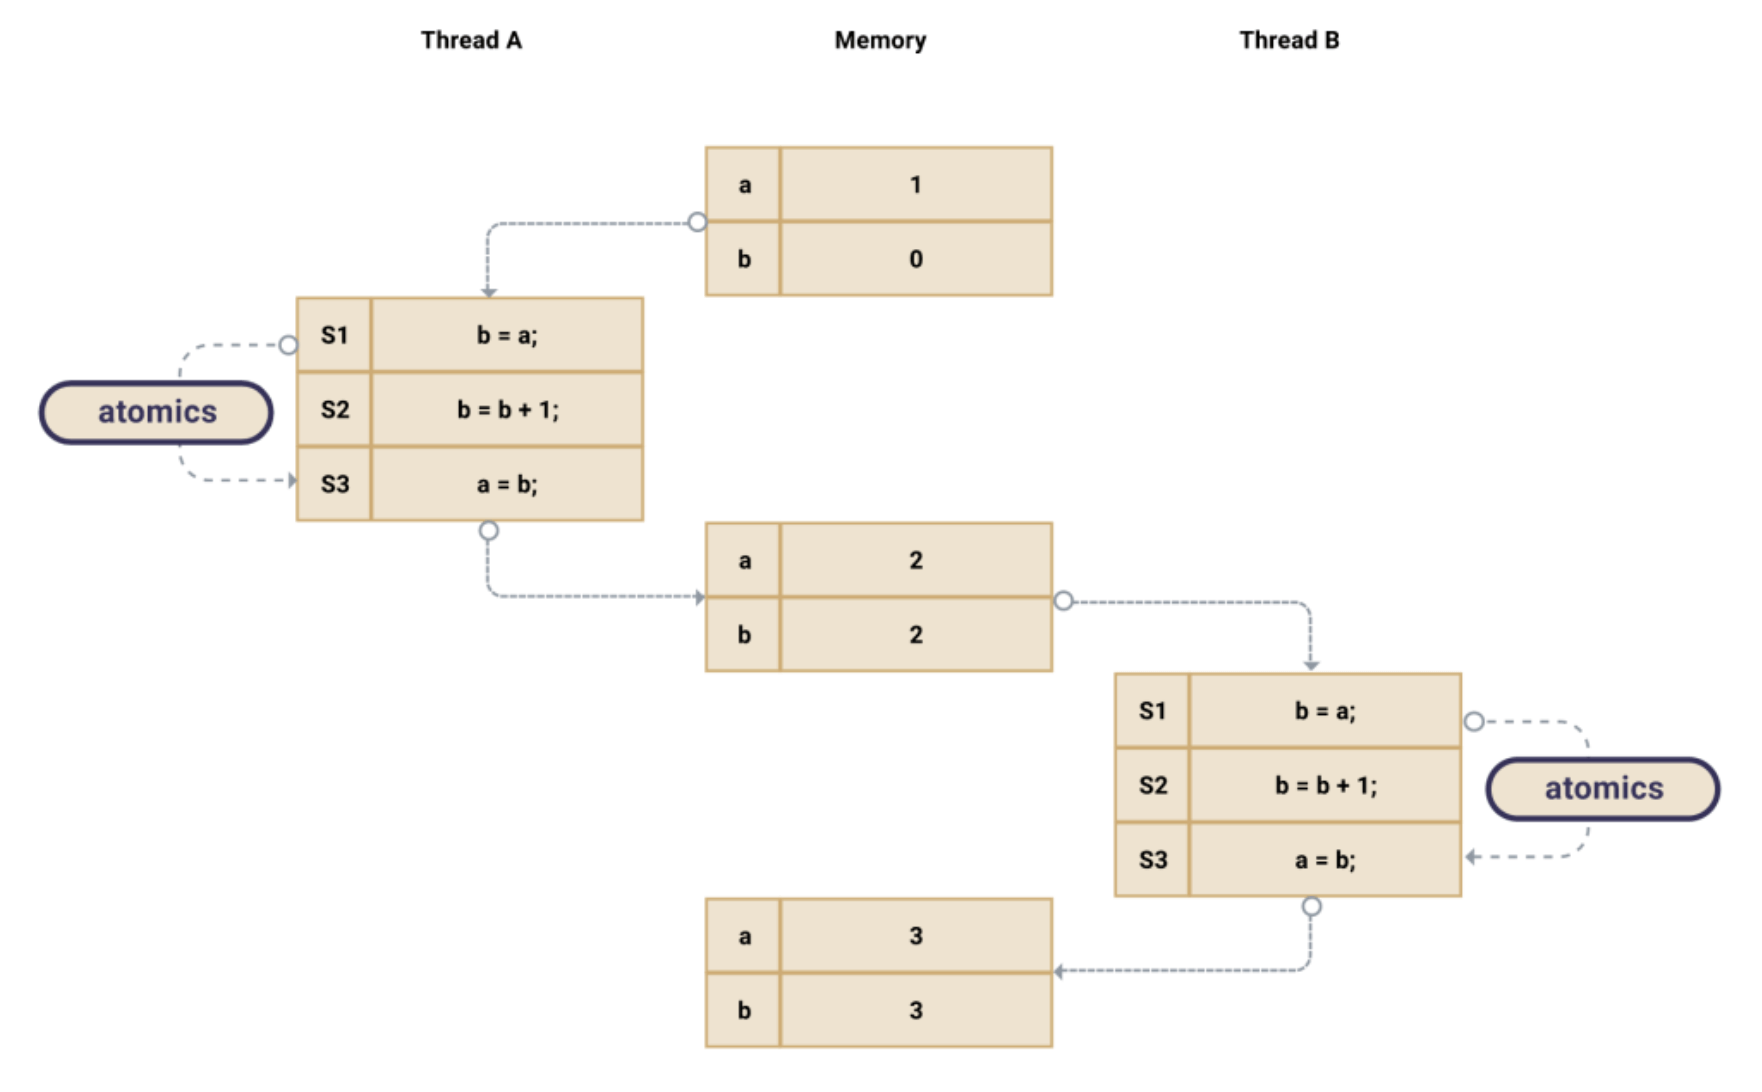 Thread A Memory Thread B
a 1
b 0
S1 b = a;
atomics
S2 b = b + 1;
S3 a = b;
a 2
b 2
S1 b = a;
S2 b = b + 1;
atomics
S3 a = b;
a 3
b 3